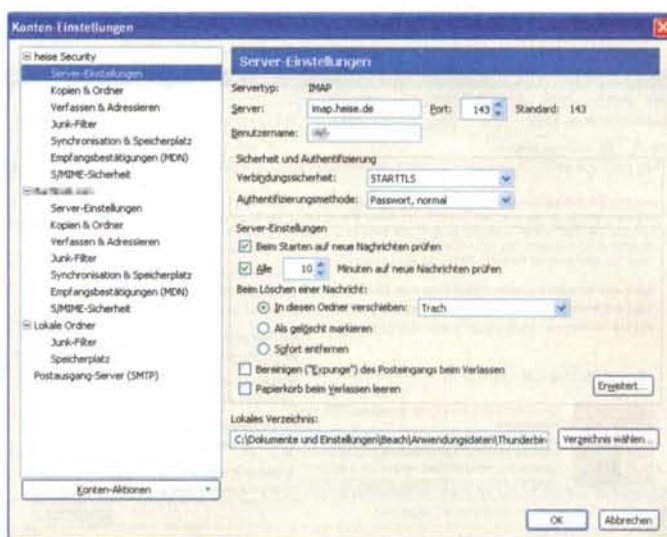 Konten-Einstellungen
heise Security
Server-Einstellungen
Kopien & Ordner
Verfassen & Adressieren
Junk-Filter
Synchronisation & Speicherplatz
Empfangsbestätigungen (MDN)
S/MIME-Sicherheit
Server-Einstellungen
Kopien & Ordner
Verfassen & Adressieren
Junk-Filter
Synchronisation & Speicherplatz
Empfangsbestätigungen (MDN)
S/MIME-Sicherheit
Lokale Ordner
Junk-Filter
Speicherplatz
Postausgang-Server (SMTP)
Konten-Aktionen
Server-Einstellungen
Servertyp: IMAP
Server: imap.heise.de Port: 143 Standard: 143
Benutzername:
Sicherheit und Authentifizierung
Verbindungssicherheit: STARTTLS
Authentifizierungsmethode: Passwort, normal
Server-Einstellungen
Beim Starten auf neue Nachrichten prüfen
Alle 10 Minuten auf neue Nachrichten prüfen
Beim Löschen einer Nachricht:
In diesen Ordner verschieben: Trash
Als gelöscht markieren
Sofort entfernen
Bereinigen ("Expunge") des Posteingangs beim Verlassen
Papierkorb beim Verlassen leeren
Erweitert...
Lokales Verzeichnis:
C:\Dokumente und Einstellungen\Beach\Anwendungsdaten\Thunderbir Verzeichnis wählen...
OK Abbrechen